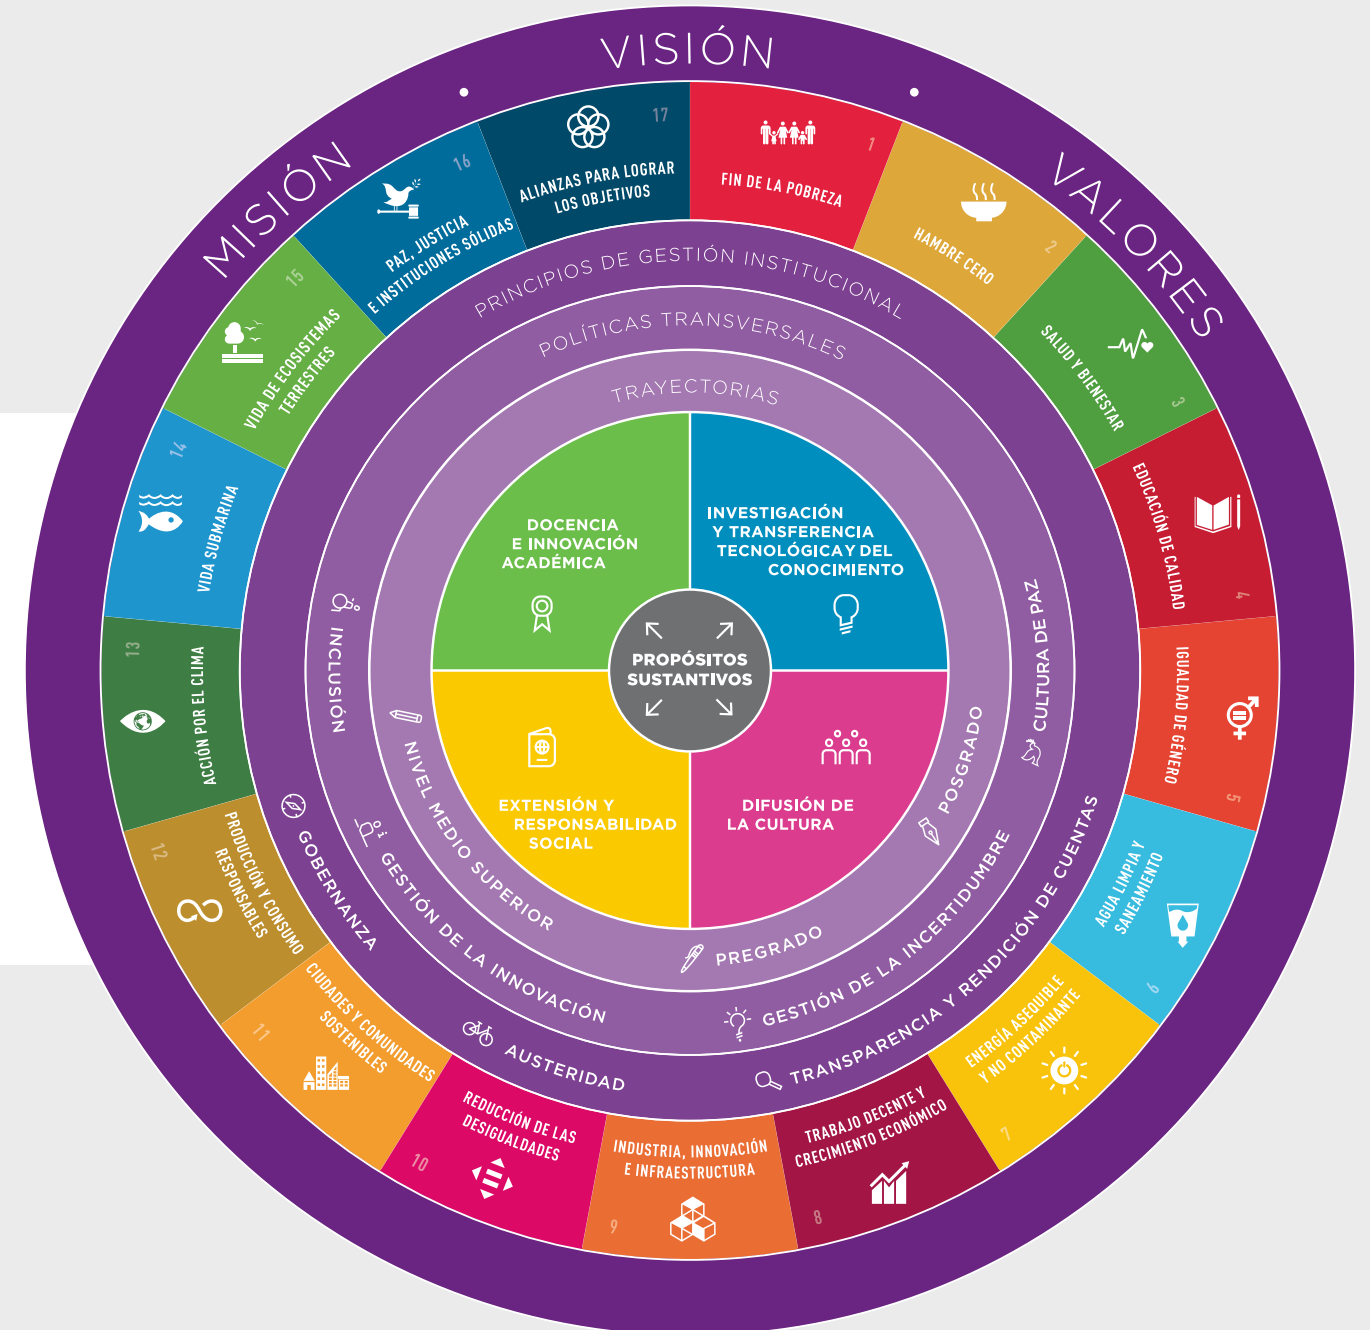 MISIÓN
VISIÓN
VALORES
1
FIN DE LA POBREZA
2
HAMBRE CERO
3
SALUD Y BIENESTAR
4
EDUCACIÓN DE CALIDAD
5
IGUALDAD DE GÉNERO
6
AGUA LIMPIA Y
SANEAMIENTO
7
ENERGÍA ASEQUIBLE
Y NO CONTAMINANTE
8
TRABAJO DECENTE Y
CRECIMIENTO ECONÓMICO
9
INDUSTRIA, INNOVACIÓN
E INFRAESTRUCTURA
10
REDUCCIÓN DE LAS
DESIGUALDADES
11
CIUDADES Y COMUNIDADES
SOSTENIBLES
12
PRODUCCIÓN Y CONSUMO
RESPONSABLES
13
ACCIÓN POR EL CLIMA
14
VIDA SUBMARINA
15
VIDA DE ECOSISTEMAS
TERRESTRES
16
PAZ, JUSTICIA
E INSTITUCIONES SÓLIDAS
17
ALIANZAS PARA LOGRAR
LOS OBJETIVOS
PRINCIPIOS DE GESTIÓN INSTITUCIONAL
GOBERNANZA
AUSTERIDAD
TRANSPARENCIA Y RENDICIÓN DE CUENTAS
POLÍTICAS TRANSVERSALES
INCLUSIÓN
GESTIÓN DE LA INNOVACIÓN
GESTIÓN DE LA INCERTIDUMBRE
CULTURA DE PAZ
TRAYECTORIAS
NIVEL MEDIO SUPERIOR
PREGRADO
POSGRADO
DOCENCIA
E INNOVACIÓN
ACADÉMICA
INVESTIGACIÓN
Y TRANSFERENCIA
TECNOLÓGICA Y DEL
CONOCIMIENTO
PROPÓSITOS
SUSTANTIVOS
EXTENSIÓN Y
RESPONSABILIDAD
SOCIAL
DIFUSIÓN DE
LA CULTURA